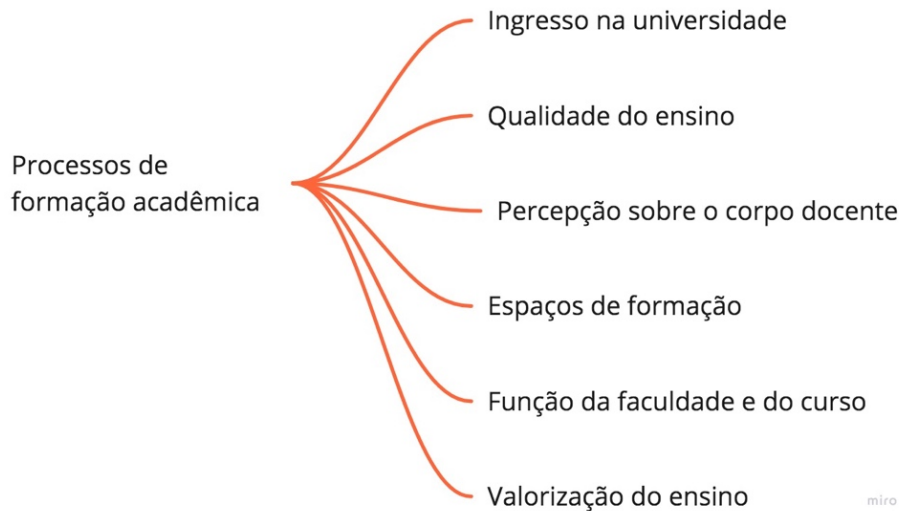 Ingresso na universidade
Qualidade do ensino
Processos de
formação acadêmica
Percepção sobre o corpo docente
Espaços de formação
Função da faculdade e do curso
Valorização do ensino
miro